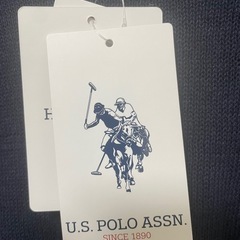 H
U.S. POLO ASSN.
SINCE 1890